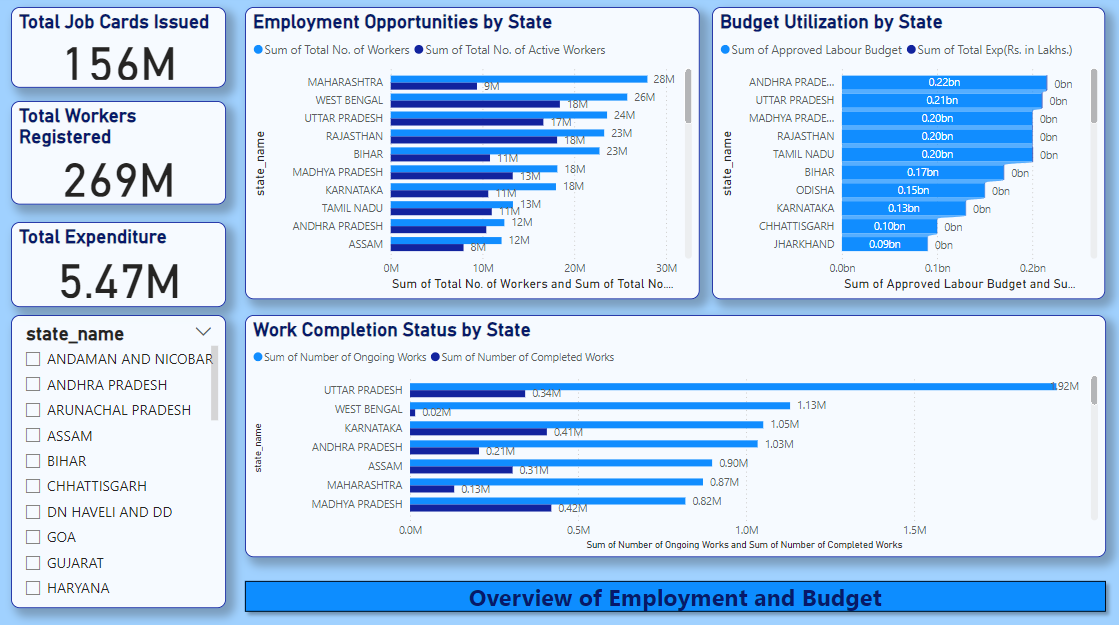 Total Job Cards Issued
156M
Total Workers
Registered
269M
Total Expenditure
5.47M
state_name
ANDAMAN AND NICOBAR
ANDHRA PRADESH
ARUNACHAL PRADESH
ASSAM
BIHAR
CHHATTISGARH
DN HAVELI AND DD
GOA
GUJARAT
HARYANA
Employment Opportunities by State
Sum of Total No. of Workers Sum of Total No. of Active Workers
state_name
MAHARASHTRA 28M 9M
WEST BENGAL 26M 18M
UTTAR PRADESH 24M 17M
RAJASTHAN 23M 18M
BIHAR 23M 11M
MADHYA PRADESH 18M 13M
KARNATAKA 18M 11M
TAMIL NADU 13M 11M
ANDHRA PRADESH 12M
ASSAM 12M 8M
0M 10M 20M 30M
Sum of Total No. of Workers and Sum of Total No....
Budget Utilization by State
Sum of Approved Labour Budget Sum of Total Exp(Rs. in Lakhs.)
state_name
ANDHRA PRADE... 0.22bn 0bn
UTTAR PRADESH 0.21bn 0bn
MADHYA PRADE... 0.20bn 0bn
RAJASTHAN 0.20bn 0bn
TAMIL NADU 0.20bn 0bn
BIHAR 0.17bn 0bn
ODISHA 0.15bn 0bn
KARNATAKA 0.13bn 0bn
CHHATTISGARH 0.10bn 0bn
JHARKHAND 0.09bn 0bn
0.0bn 0.1bn 0.2bn
Sum of Approved Labour Budget and Su...
Work Completion Status by State
Sum of Number of Ongoing Works Sum of Number of Completed Works
state_name
UTTAR PRADESH 1.92M 0.34M
WEST BENGAL 1.13M 0.02M
KARNATAKA 1.05M 0.41M
ANDHRA PRADESH 1.03M 0.21M
ASSAM 0.90M 0.31M
MAHARASHTRA 0.87M 0.13M
MADHYA PRADESH 0.82M 0.42M
0.0M 0.5M 1.0M 1.5M
Sum of Number of Ongoing Works and Sum of Number of Completed Works
Overview of Employment and Budget